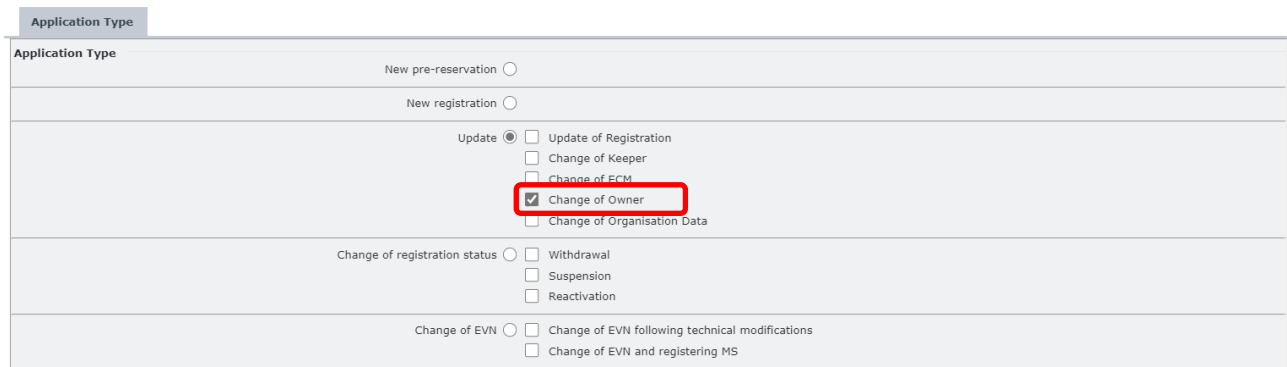 Application Type
Application Type
New pre-reservation
New registration
Update Update of Registration
Change of Keeper
Change of ECM
Change of Owner
Change of Organisation Data
Change of registration status Withdrawal
Suspension
Reactivation
Change of EVN Change of EVN following technical modifications
Change of EVN and registering MS